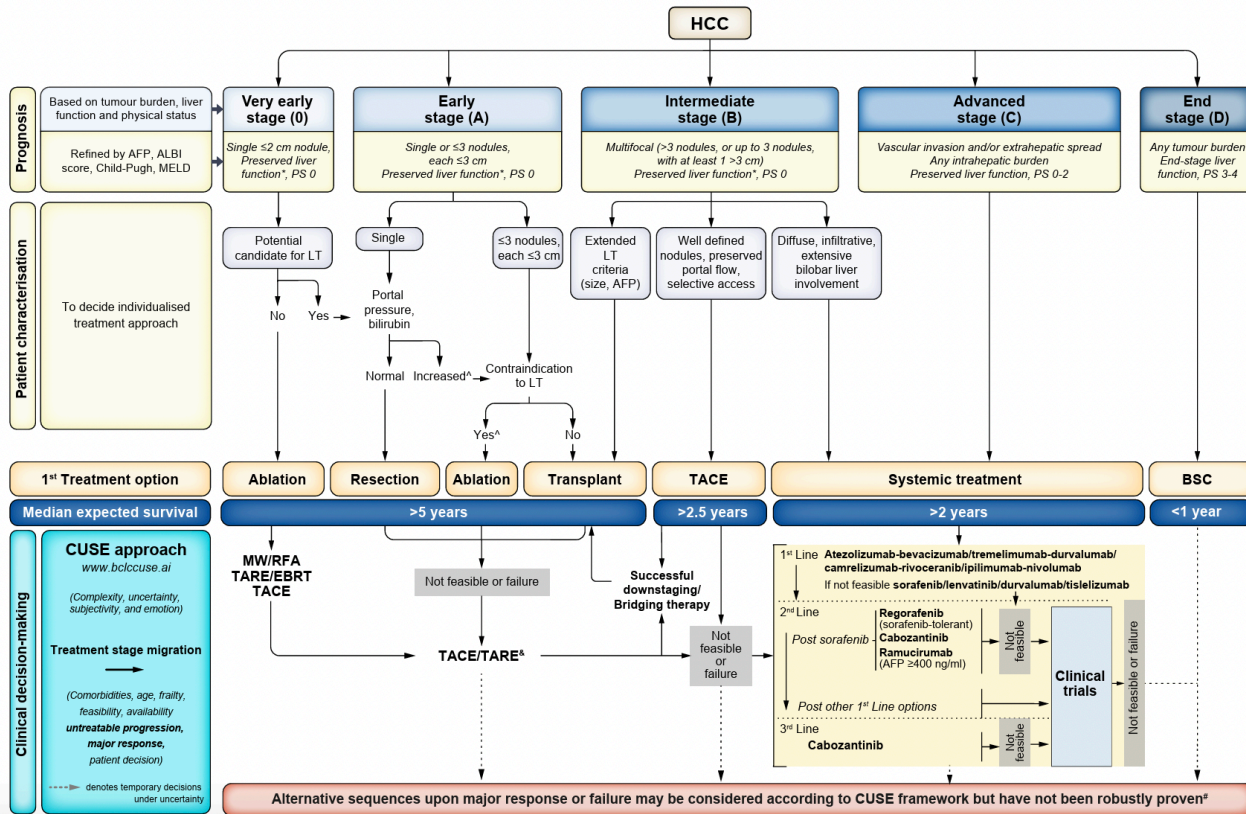 HCC
Prognosis
Based on tumour burden, liver
function and physical status
Refined by AFP, ALBI
score, Child-Pugh, MELD
Very early
stage (0)
Single ≤2 cm nodule,
Preserved liver
function*, PS 0
Early
stage (A)
Single or ≤3 nodules,
each ≤3 cm
Preserved liver function*, PS 0
Intermediate
stage (B)
Multifocal (>3 nodules, or up to 3 nodules,
with at least 1 >3 cm)
Preserved liver function*, PS 0
Advanced
stage (C)
Vascular invasion and/or extrahepatic spread
Any intrahepatic burden
Preserved liver function, PS 0-2
End
stage (D)
Any tumour burden
End-stage liver
function, PS 3-4
Patient characterisation
To decide individualised
treatment approach
Potential
candidate for LT
No
Yes
Single
Portal
pressure,
bilirubin
Normal
Increased^
≤3 nodules,
each ≤3 cm
Contraindication
to LT
Yes^
No
Extended
LT
criteria
(size, AFP)
Well defined
nodules, preserved
portal flow,
selective access
Diffuse, infiltrative,
extensive
bilobar liver
involvement
1st Treatment option
Ablation
Resection
Ablation
Transplant
TACE
Systemic treatment
BSC
Median expected survival
>5 years
>2.5 years
>2 years
<1 year
Clinical decision-making
CUSE approach
www.bclccuse.ai
(Complexity, uncertainty,
subjectivity, and emotion)
Treatment stage migration
(Comorbidities, age, frailty,
feasibility, availability
untreatable progression,
major response,
patient decision)
denotes temporary decisions
under uncertainty
MW/RFA
TARE/EBRT
TACE
Not feasible or failure
TACE/TARE&
Successful
downstaging/
Bridging therapy
Not
feasible
or
failure
1st Line
Atezolizumab-bevacizumab/tremelimumab-durvalumab/
camrelizumab-rivoceranib/ipilimumab-nivolumab
If not feasible sorafenib/lenvatinib/durvalumab/tislelizumab
2nd Line
Post sorafenib
Regorafenib
(sorafenib-tolerant)
Cabozantinib
Ramucirumab
(AFP ≥400 ng/ml)
Not
feasible
Post other 1st Line options
3rd Line
Cabozantinib
Not
feasible
Clinical
trials
Not feasible or failure
Alternative sequences upon major response or failure may be considered according to CUSE framework but have not been robustly proven#